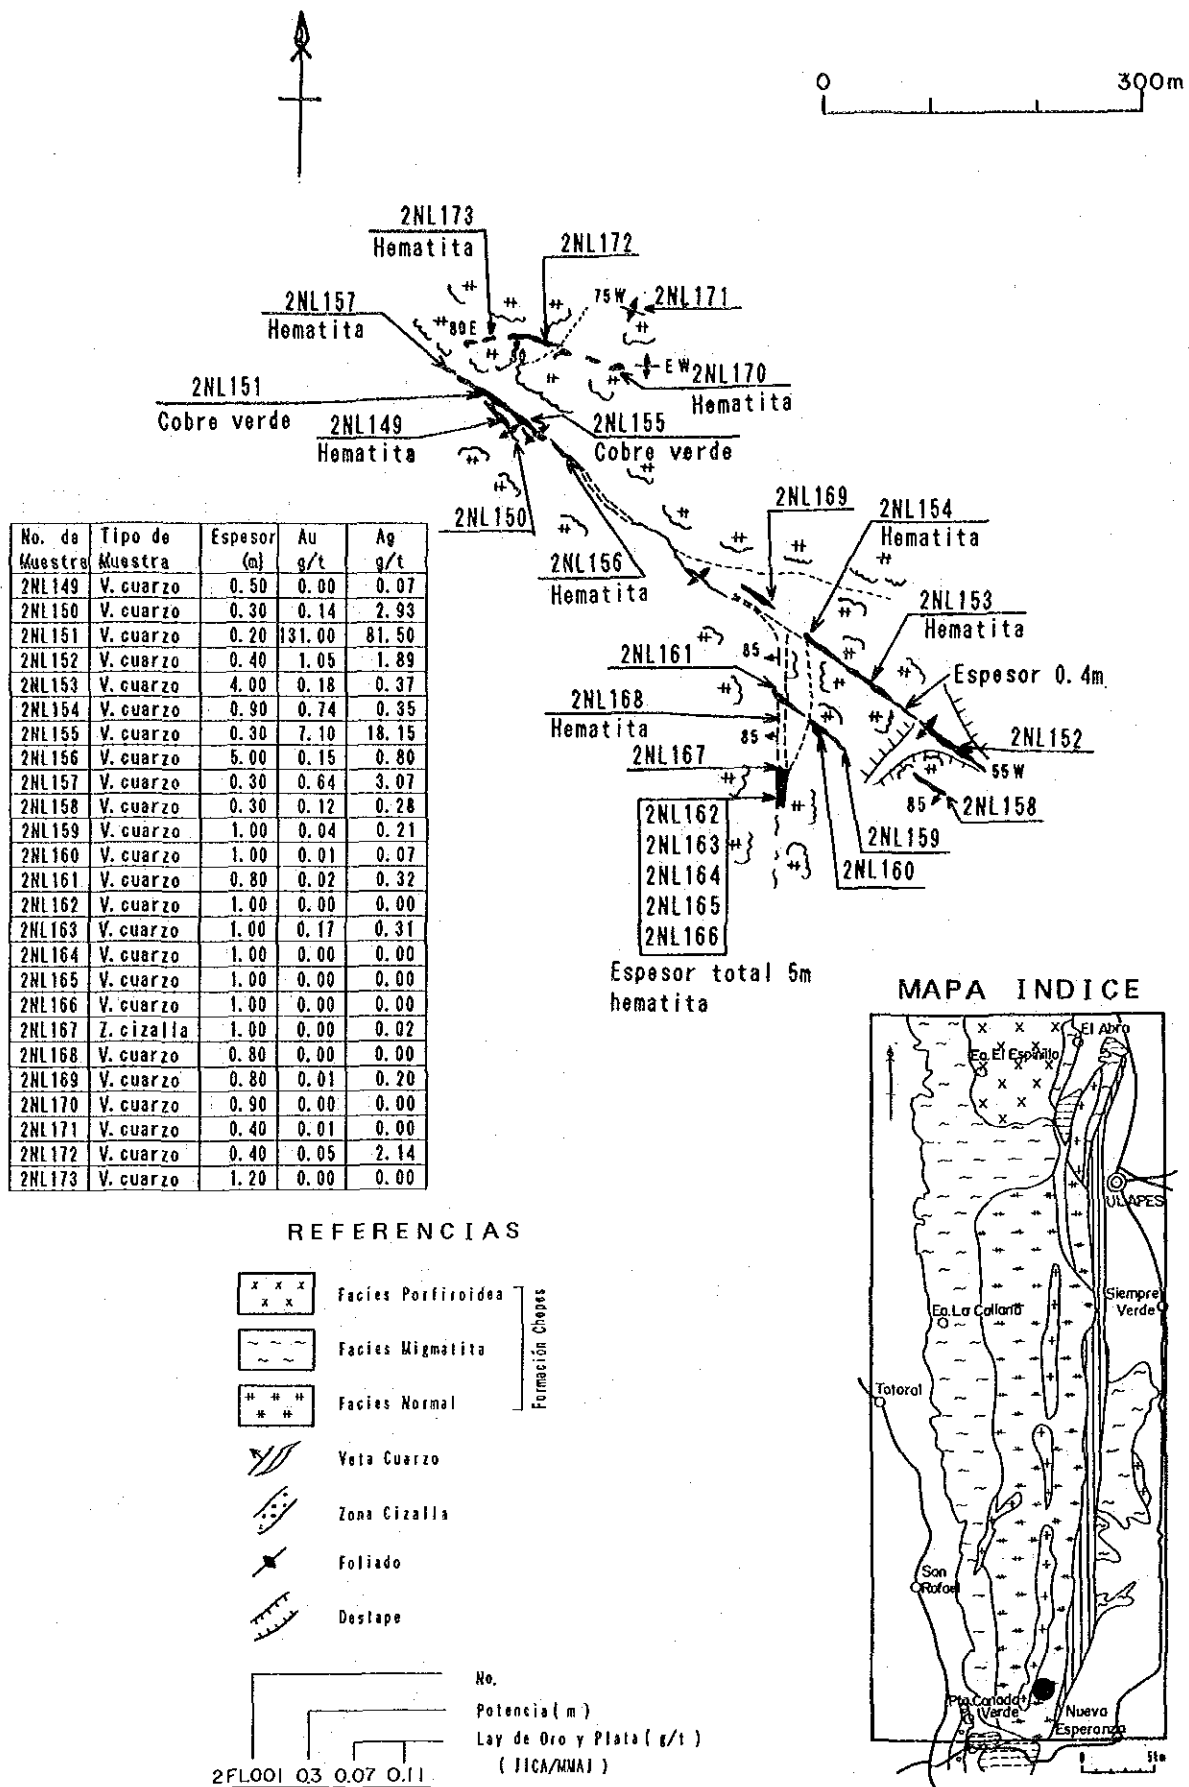 0 300m
2NL173
Hematita
2NL172
2NL157
Hematita
75W
2NL171
80E
30
E W
2NL170
Hematita
2NL151
Cobre verde
2NL149
Hematita
2NL155
Cobre verde
2NL150
2NL156
Hematita
2NL169
2NL154
Hematita
2NL153
Hematita
Espesor 0.4m
2NL161
85
2NL168
Hematita
85
2NL167
2NL152
55W
85
2NL158
2NL162
2NL163
2NL164
2NL165
2NL166
2NL159
2NL160
Espesor total 5m
hematita
No. de Muestra Tipo de Muestra Espesor (m) Au g/t Ag g/t
2NL149 V. cuarzo 0.50 0.00 0.07
2NL150 V. cuarzo 0.30 0.14 2.93
2NL151 V. cuarzo 0.20 131.00 81.50
2NL152 V. cuarzo 0.40 1.05 1.89
2NL153 V. cuarzo 4.00 0.18 0.37
2NL154 V. cuarzo 0.90 0.74 0.35
2NL155 V. cuarzo 0.30 7.10 18.15
2NL156 V. cuarzo 5.00 0.15 0.80
2NL157 V. cuarzo 0.30 0.64 3.07
2NL158 V. cuarzo 0.30 0.12 0.28
2NL159 V. cuarzo 1.00 0.04 0.21
2NL160 V. cuarzo 1.00 0.01 0.07
2NL161 V. cuarzo 0.80 0.02 0.32
2NL162 V. cuarzo 1.00 0.00 0.00
2NL163 V. cuarzo 1.00 0.17 0.31
2NL164 V. cuarzo 1.00 0.00 0.00
2NL165 V. cuarzo 1.00 0.00 0.00
2NL166 V. cuarzo 1.00 0.00 0.00
2NL167 Z. cizalla 1.00 0.00 0.02
2NL168 V. cuarzo 0.80 0.00 0.00
2NL169 V. cuarzo 0.80 0.01 0.20
2NL170 V. cuarzo 0.90 0.00 0.00
2NL171 V. cuarzo 0.40 0.01 0.00
2NL172 V. cuarzo 0.40 0.05 2.14
2NL173 V. cuarzo 1.20 0.00 0.00
REFERENCIAS
Facies Porfiroidea
Facies Migmatita
Facies Normal
Formación Chepes
Veta Cuarzo
Zona Cizalla
Foliado
Destape
No.
Potencia(m)
Lay de Oro y Plata(g/t)
(JICA/MMAJ)
2FL001 0.3 0.07 0.11
MAPA INDICE
El Abra
Ea. El Espinillo
ULAPES
Siempre
Verde
Ea. La Callana
Totoral
San
Rafael
Pta. Canada
Verde
Nueva
Esperanza
0 5km